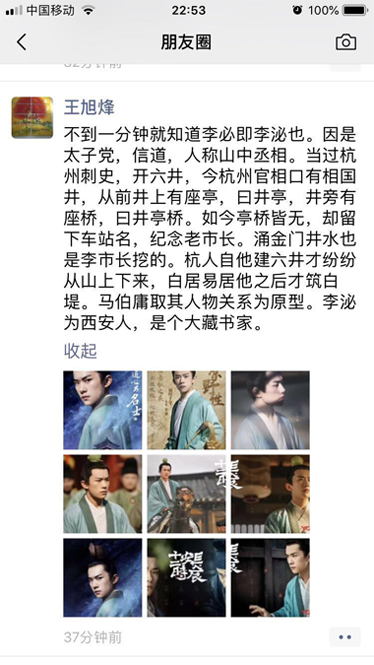 中国移动
22:53
100%
朋友圈
32分钟前
王旭烽
不到一分钟就知道李必即李泌也。因是
太子党，信道，人称山中丞相。当过杭
州刺史，开六井，今杭州官相口有相国
井，从前井上有座亭，曰井亭，井旁有
座桥，曰井亭桥。如今亭桥皆无，却留
下车站名，纪念老市长。涌金门井水也
是李市长挖的。杭人自他建六井才纷纷
从山上下来，白居易居他之后才筑白
堤。马伯庸取其人物关系为原型。李泌
为西安人，是个大藏书家。
收起
名士
长安
十二时辰
37分钟前